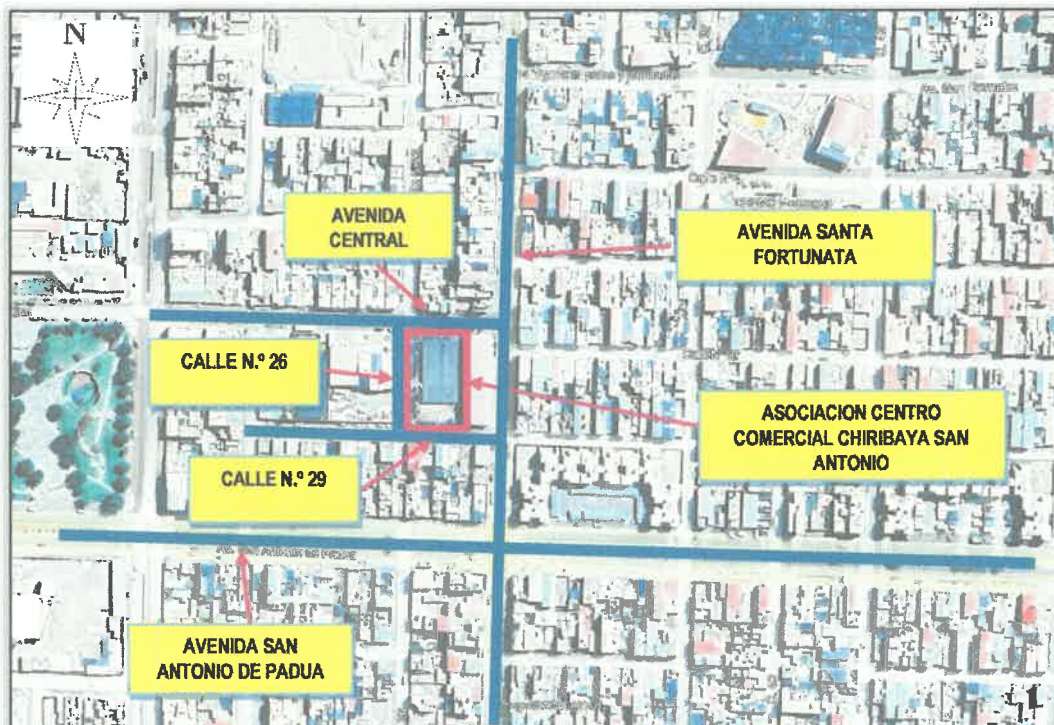 N
AVENIDA
CENTRAL
AVENIDA SANTA
FORTUNATA
CALLE N.º 26
ASOCIACION CENTRO
COMERCIAL CHIRIBAYA SAN
ANTONIO
CALLE N.º 29
AVENIDA SAN
ANTONIO DE PADUA